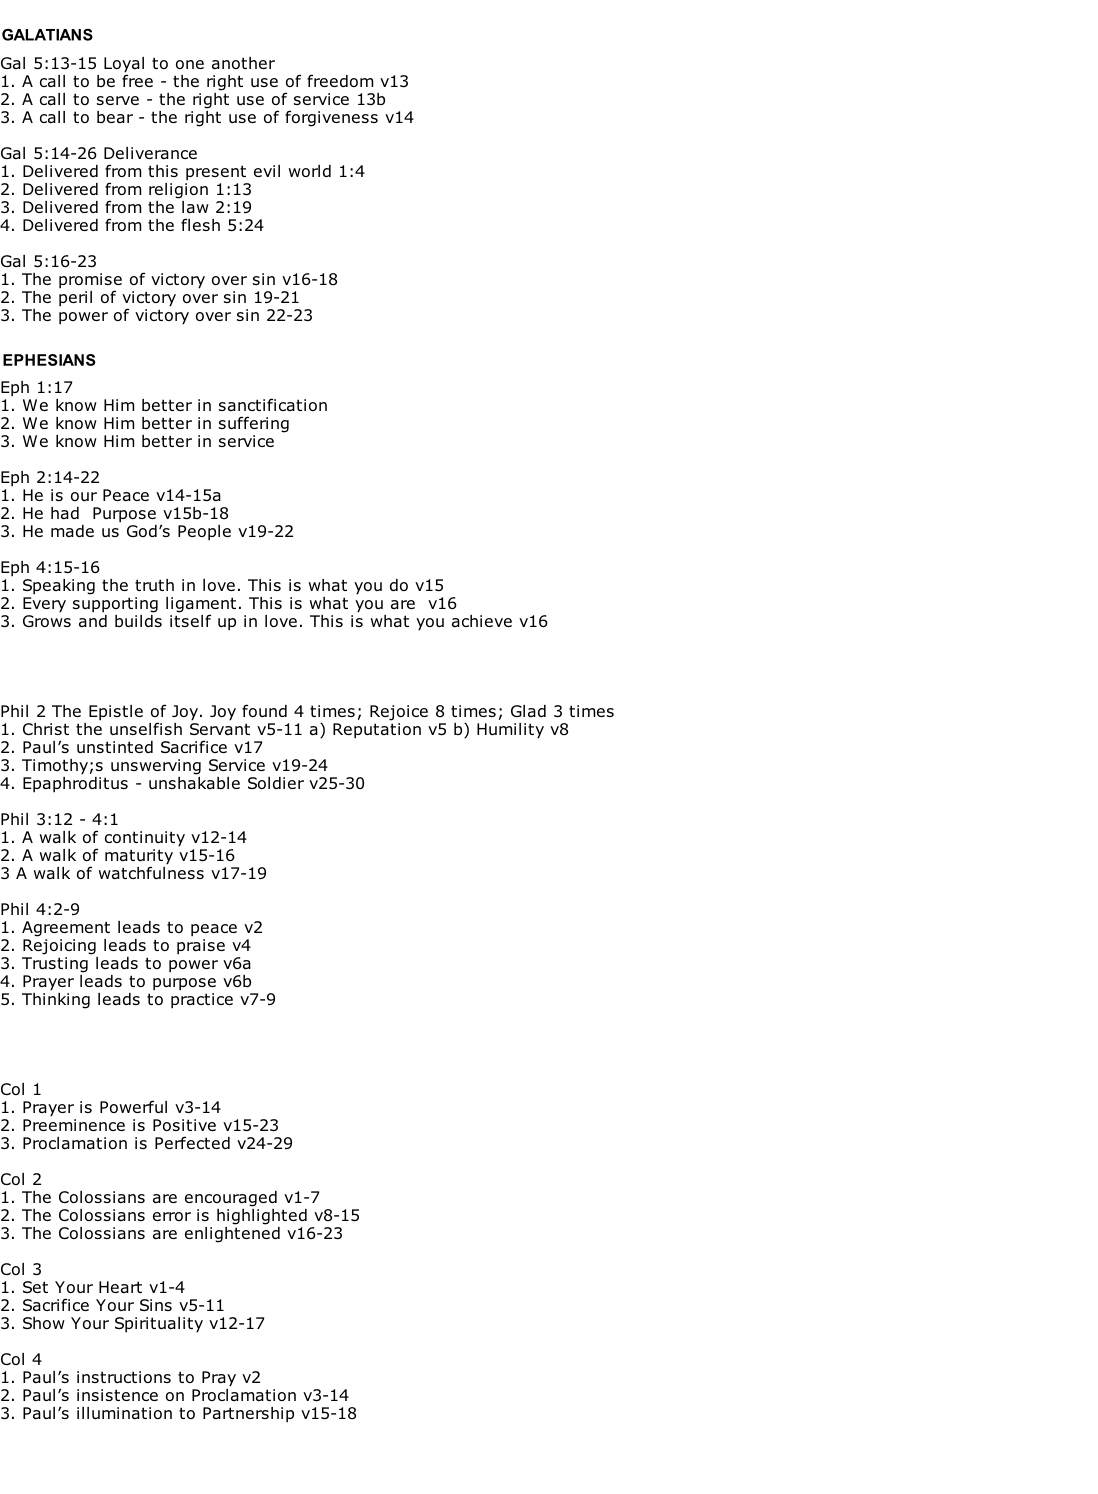 GALATIANS
Gal 5:13-15 Loyal to one another
1. A call to be free - the right use of freedom v13
2. A call to serve - the right use of service 13b
3. A call to bear - the right use of forgiveness v14
Gal 5:14-26 Deliverance
1. Delivered from this present evil world 1:4
2. Delivered from religion 1:13
3. Delivered from the law 2:19
4. Delivered from the flesh 5:24
Gal 5:16-23
1. The promise of victory over sin v16-18
2. The peril of victory over sin 19-21
3. The power of victory over sin 22-23
EPHESIANS
Eph 1:17
1. We know Him better in sanctification
2. We know Him better in suffering
3. We know Him better in service
Eph 2:14-22
1. He is our Peace v14-15a
2. He had  Purpose v15b-18
3. He made us God’s People v19-22
Eph 4:15-16
1. Speaking the truth in love. This is what you do v15
2. Every supporting ligament. This is what you are  v16
3. Grows and builds itself up in love. This is what you achieve v16
Phil 2 The Epistle of Joy. Joy found 4 times; Rejoice 8 times; Glad 3 times
1. Christ the unselfish Servant v5-11 a) Reputation v5 b) Humility v8
2. Paul’s unstinted Sacrifice v17
3. Timothy;s unswerving Service v19-24
4. Epaphroditus - unshakable Soldier v25-30
Phil 3:12 - 4:1
1. A walk of continuity v12-14
2. A walk of maturity v15-16
3 A walk of watchfulness v17-19
Phil 4:2-9
1. Agreement leads to peace v2
2. Rejoicing leads to praise v4
3. Trusting leads to power v6a
4. Prayer leads to purpose v6b
5. Thinking leads to practice v7-9
Col 1
1. Prayer is Powerful v3-14
2. Preeminence is Positive v15-23
3. Proclamation is Perfected v24-29
Col 2
1. The Colossians are encouraged v1-7
2. The Colossians error is highlighted v8-15
3. The Colossians are enlightened v16-23
Col 3
1. Set Your Heart v1-4
2. Sacrifice Your Sins v5-11
3. Show Your Spirituality v12-17
Col 4
1. Paul’s instructions to Pray v2
2. Paul’s insistence on Proclamation v3-14
3. Paul’s illumination to Partnership v15-18